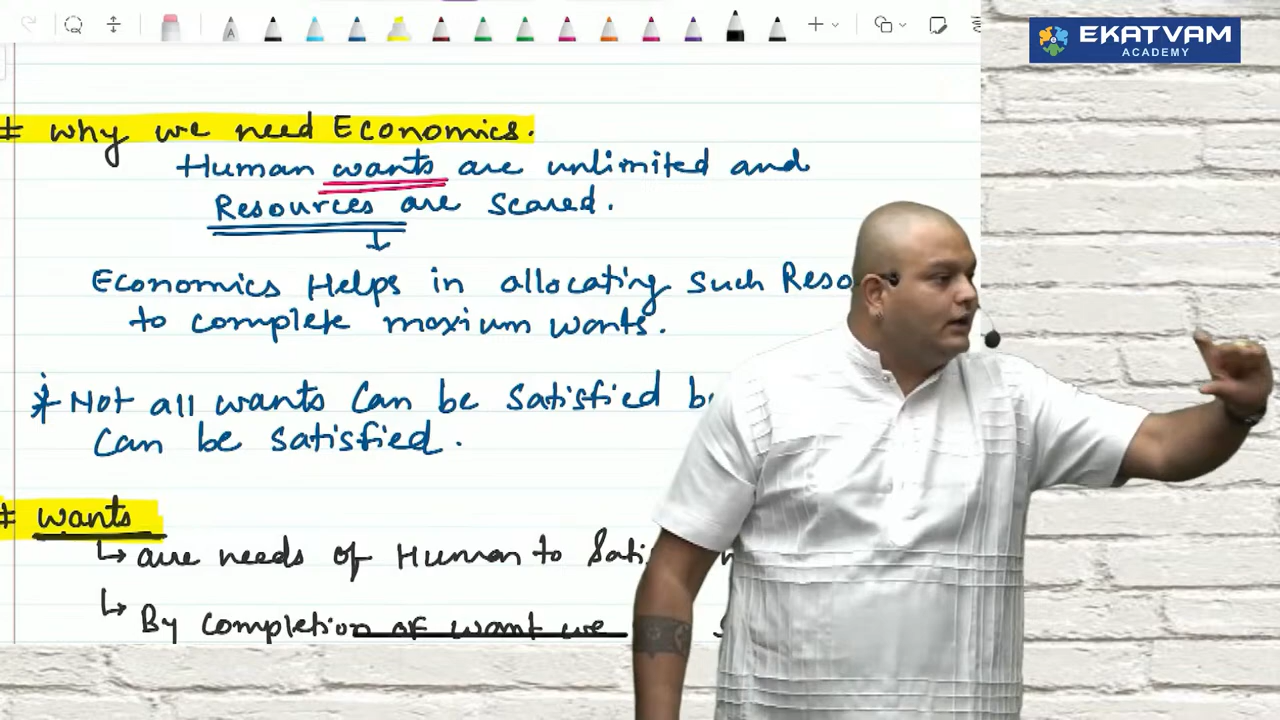 EKATVAM
ACADEMY
# why we need Economics.
Human wants are unlimited and
Resources are scared.
Economics Helps in allocating such Reso
to complete maxium wants.
* Not all wants can be satisfied b
can be satisfied.
# wants
↳ are needs of Human to Sati
↳ By completion of want we